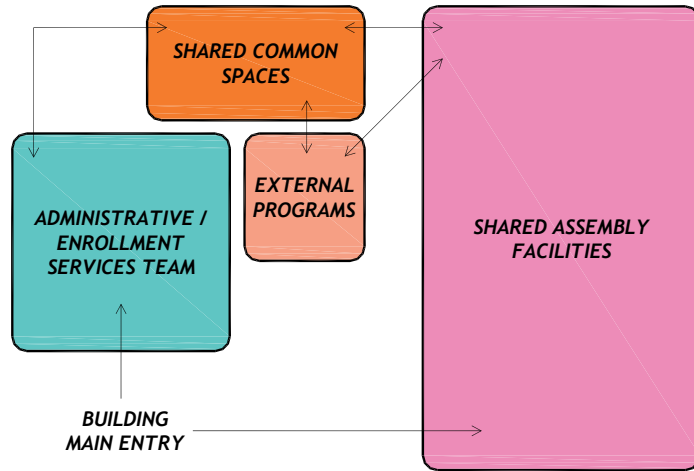 SHARED COMMON
SPACES
EXTERNAL
PROGRAMS
ADMINISTRATIVE /
ENROLLMENT
SERVICES TEAM
SHARED ASSEMBLY
FACILITIES
BUILDING
MAIN ENTRY